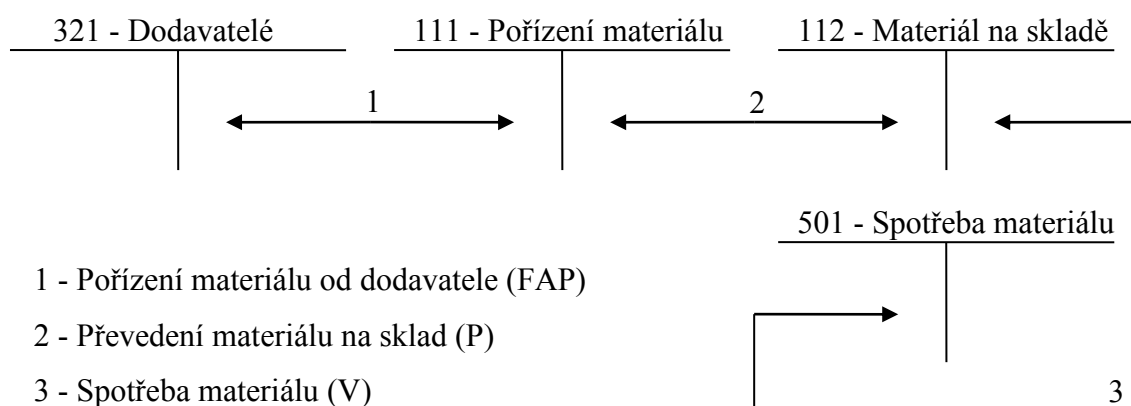 321 - Dodavatelé 111 - Pořízení materiálu 112 - Materiál na skladě
1 2
501 - Spotřeba materiálu
1 - Pořízení materiálu od dodavatele (FAP)
2 - Převedení materiálu na sklad (P)
3 - Spotřeba materiálu (V) 3